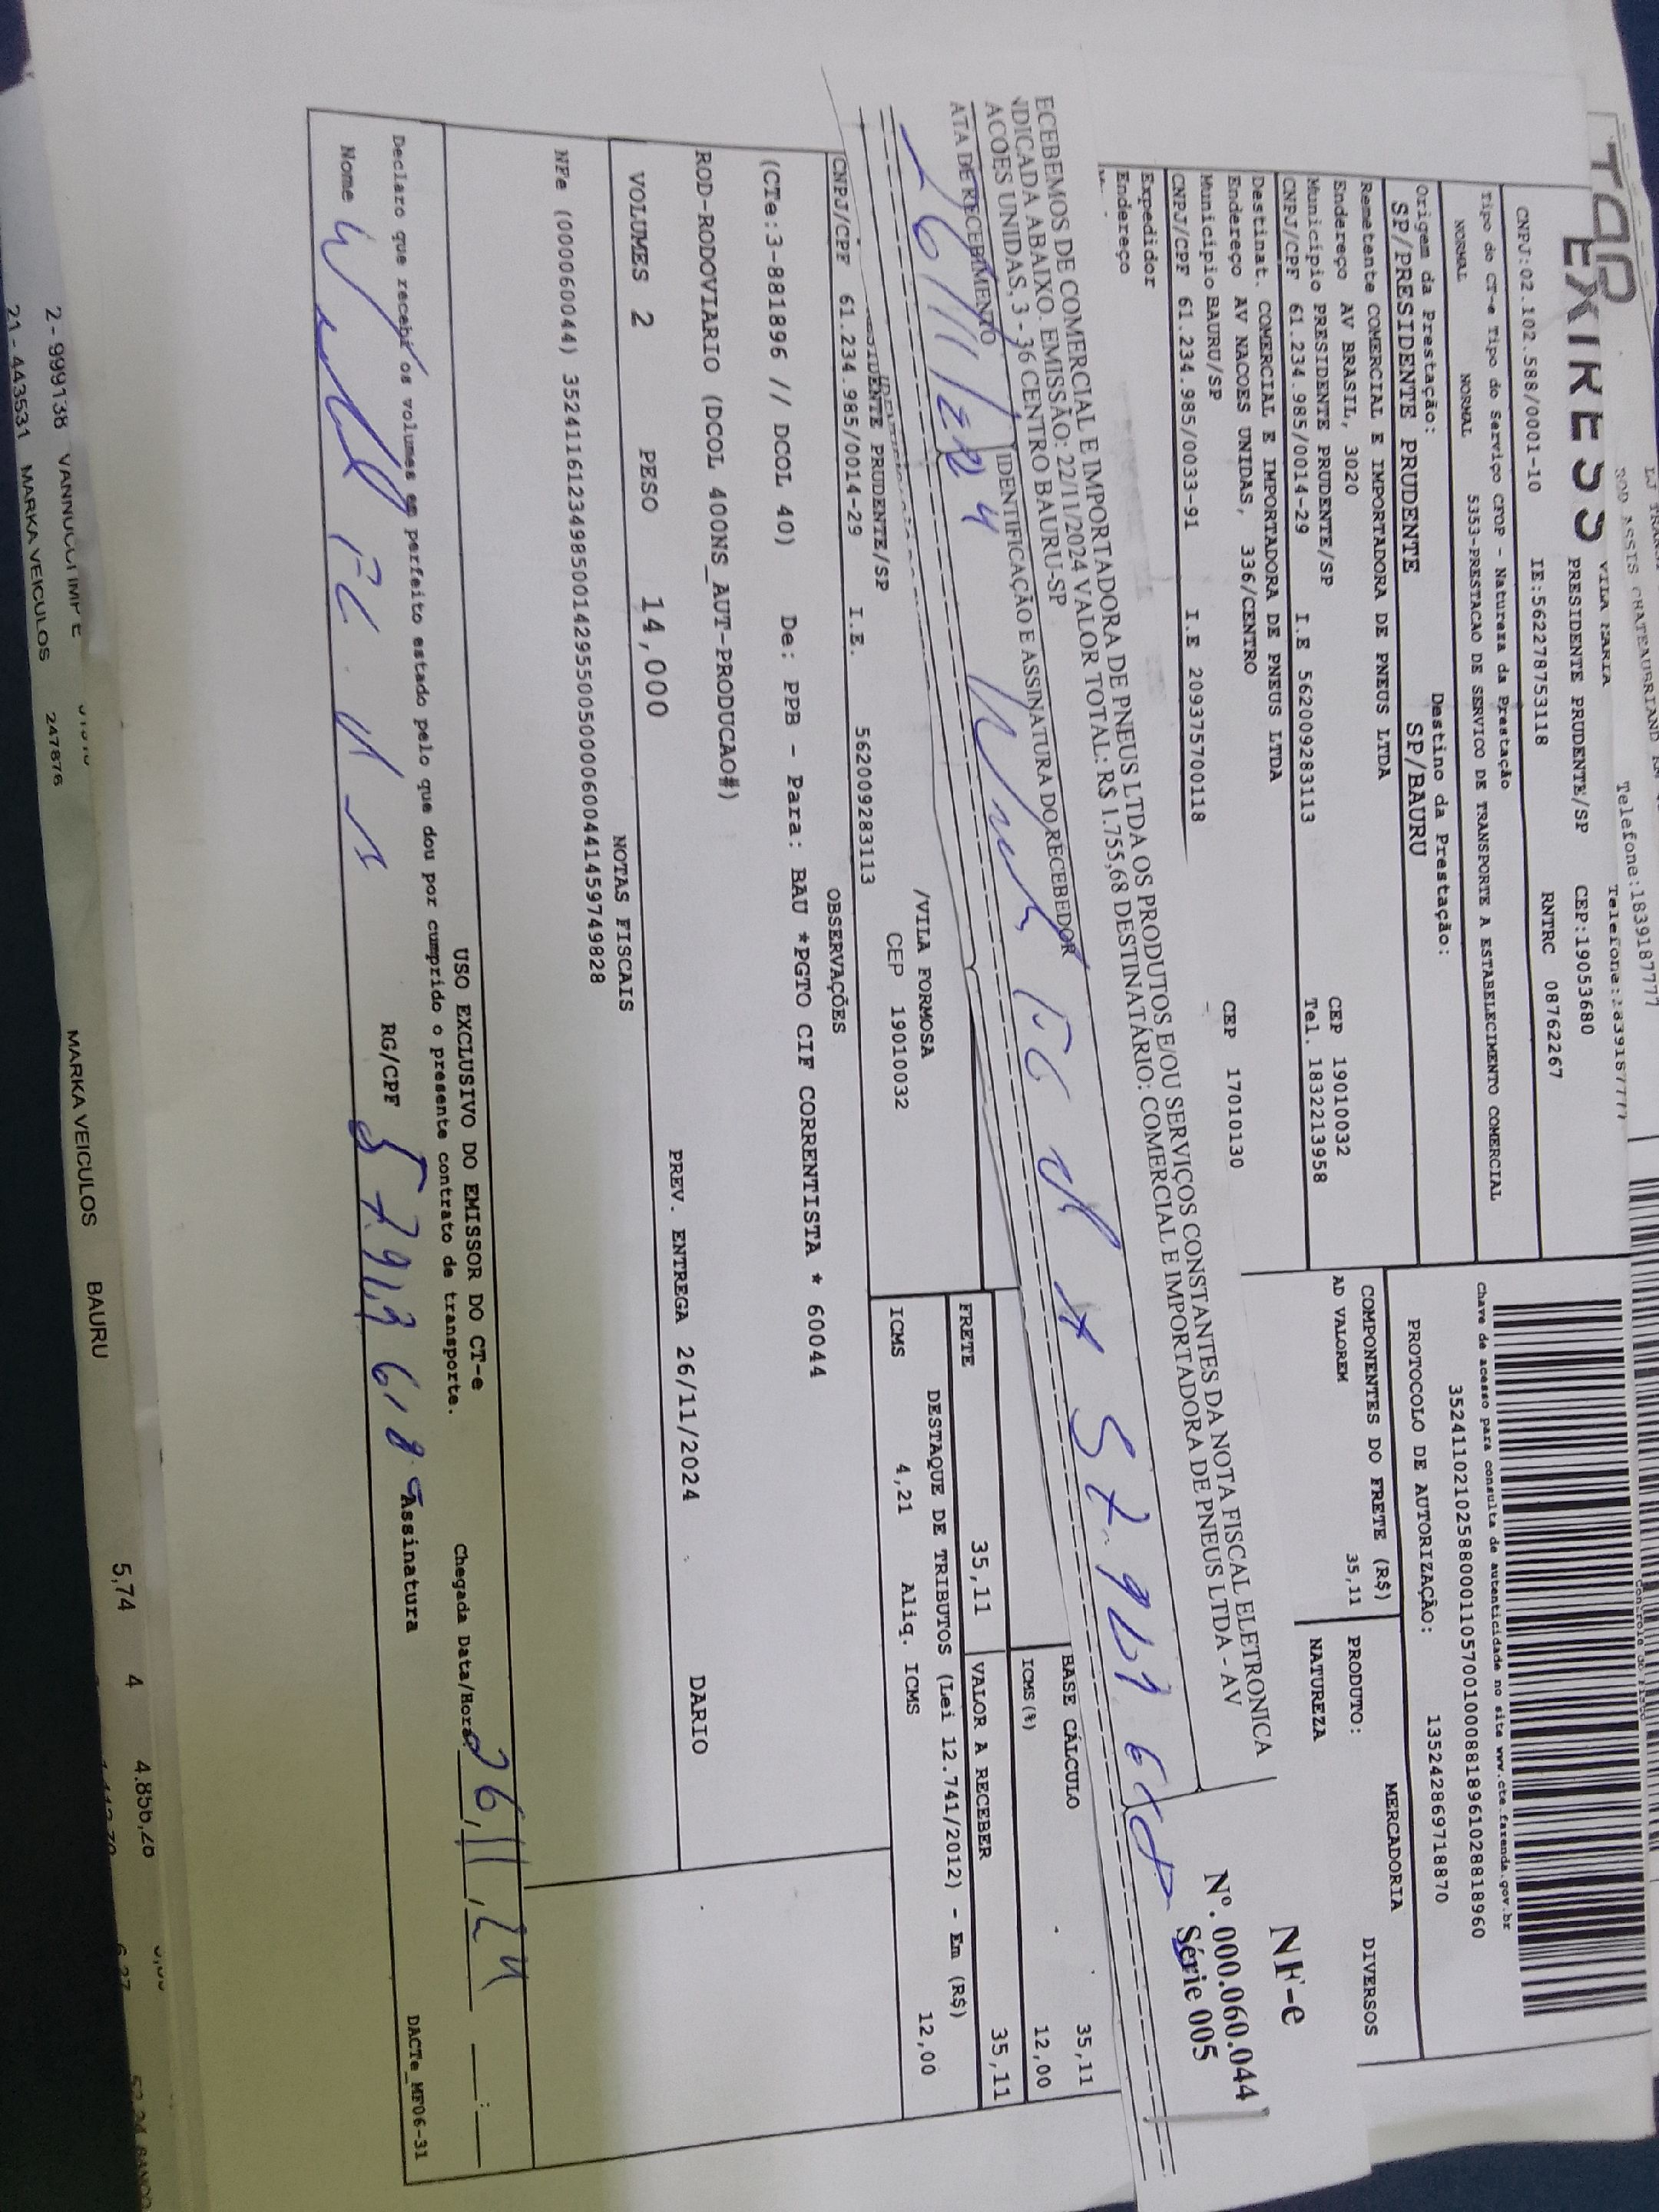 Telefone:1839187777
VILA MARIA
EXPRESS PRESIDENTE PRUDENTE/SP CEP:19053680
CNPJ:02.102.588/0001-10 IE:562278753118 RNTRC 08762267
Tipo do CT-e Tipo do Serviço CFOP - Natureza da Prestação
NORMAL NORMAL 5353-PRESTACAO DE SERVICO DE TRANSPORTE A ESTABELECIMENTO COMERCIAL
Origem da Prestação: Destino da Prestação:
SP/PRESIDENTE PRUDENTE SP/BAURU
Chave de acesso para consulta de autenticidade no site www.cte.fazenda.gov.br
35241102102588000110570010008818961028818960
PROTOCOLO DE AUTORIZAÇÃO: 135242869718870
Remetente COMERCIAL E IMPORTADORA DE PNEUS LTDA
Endereço AV BRASIL, 3020 CEP 19010032
Município PRESIDENTE PRUDENTE/SP Tel. 1832213958
CNPJ/CPF 61.234.985/0014-29 I.E 562009283113
COMPONENTES DO FRETE (R$) MERCADORIA
AD VALOREM 35,11 PRODUTO: DIVERSOS
NATUREZA
Destinat. COMERCIAL E IMPORTADORA DE PNEUS LTDA
Endereço AV NACOES UNIDAS, 336/CENTRO
Município BAURU/SP CEP 17010130
CNPJ/CPF 61.234.985/0033-91 I.E 209375700118
Expedidor
Endereço
ECEBEMOS DE COMERCIAL E IMPORTADORA DE PNEUS LTDA OS PRODUTOS E/OU SERVIÇOS CONSTANTES DA NOTA FISCAL ELETRONICA
NDICADA ABAIXO. EMISSÃO: 22/11/2024 VALOR TOTAL: R$ 1.755,68 DESTINATÁRIO: COMERCIAL E IMPORTADORA DE PNEUS LTDA - AV
ACOES UNIDAS, 3 - 36 CENTRO BAURU-SP
ATA DE RECEBIMENTO IDENTIFICAÇÃO E ASSINATURA DO RECEBEDOR
NF-e
Nº. 000.060.044
Série 005
BASE CÁLCULO 35,11
ICMS(%) 12,00
/VILA FORMOSA
SIDENTE PRUDENTE/SP CEP 19010032
CNPJ/CPF 61.234.985/0014-29 I.E. 562009283113
FRETE 35,11 VALOR A RECEBER 35,11
DESTAQUE DE TRIBUTOS (Lei 12.741/2012) - Em (R$)
ICMS 4,21 Aliq. ICMS 12,00
OBSERVAÇÕES
(CTe:3-881896 // DCOL 40) De: PPB - Para: BAU *PGTO CIF CORRENTISTA * 60044
ROD-RODOVIARIO (DCOL 400NS_AUT-PRODUCAO#)
VOLUMES 2 PESO 14,000 PREV. ENTREGA 26/11/2024 DARIO
NOTAS FISCAIS
NFe (000060044) 35241161234985001429550050000600441459749828
USO EXCLUSIVO DO EMISSOR DO CT-e
Declaro que recebi os volumes em perfeito estado pelo que dou por cumprido o presente contrato de transporte.
Chegada Data/Hora 26/11/24
Nome RG/CPF Assinatura
DACTe_MF06-31
2 - 999138
21 - 443531 MARKA VEICULOS 247876 MARKA VEICULOS BAURU 5,74 4